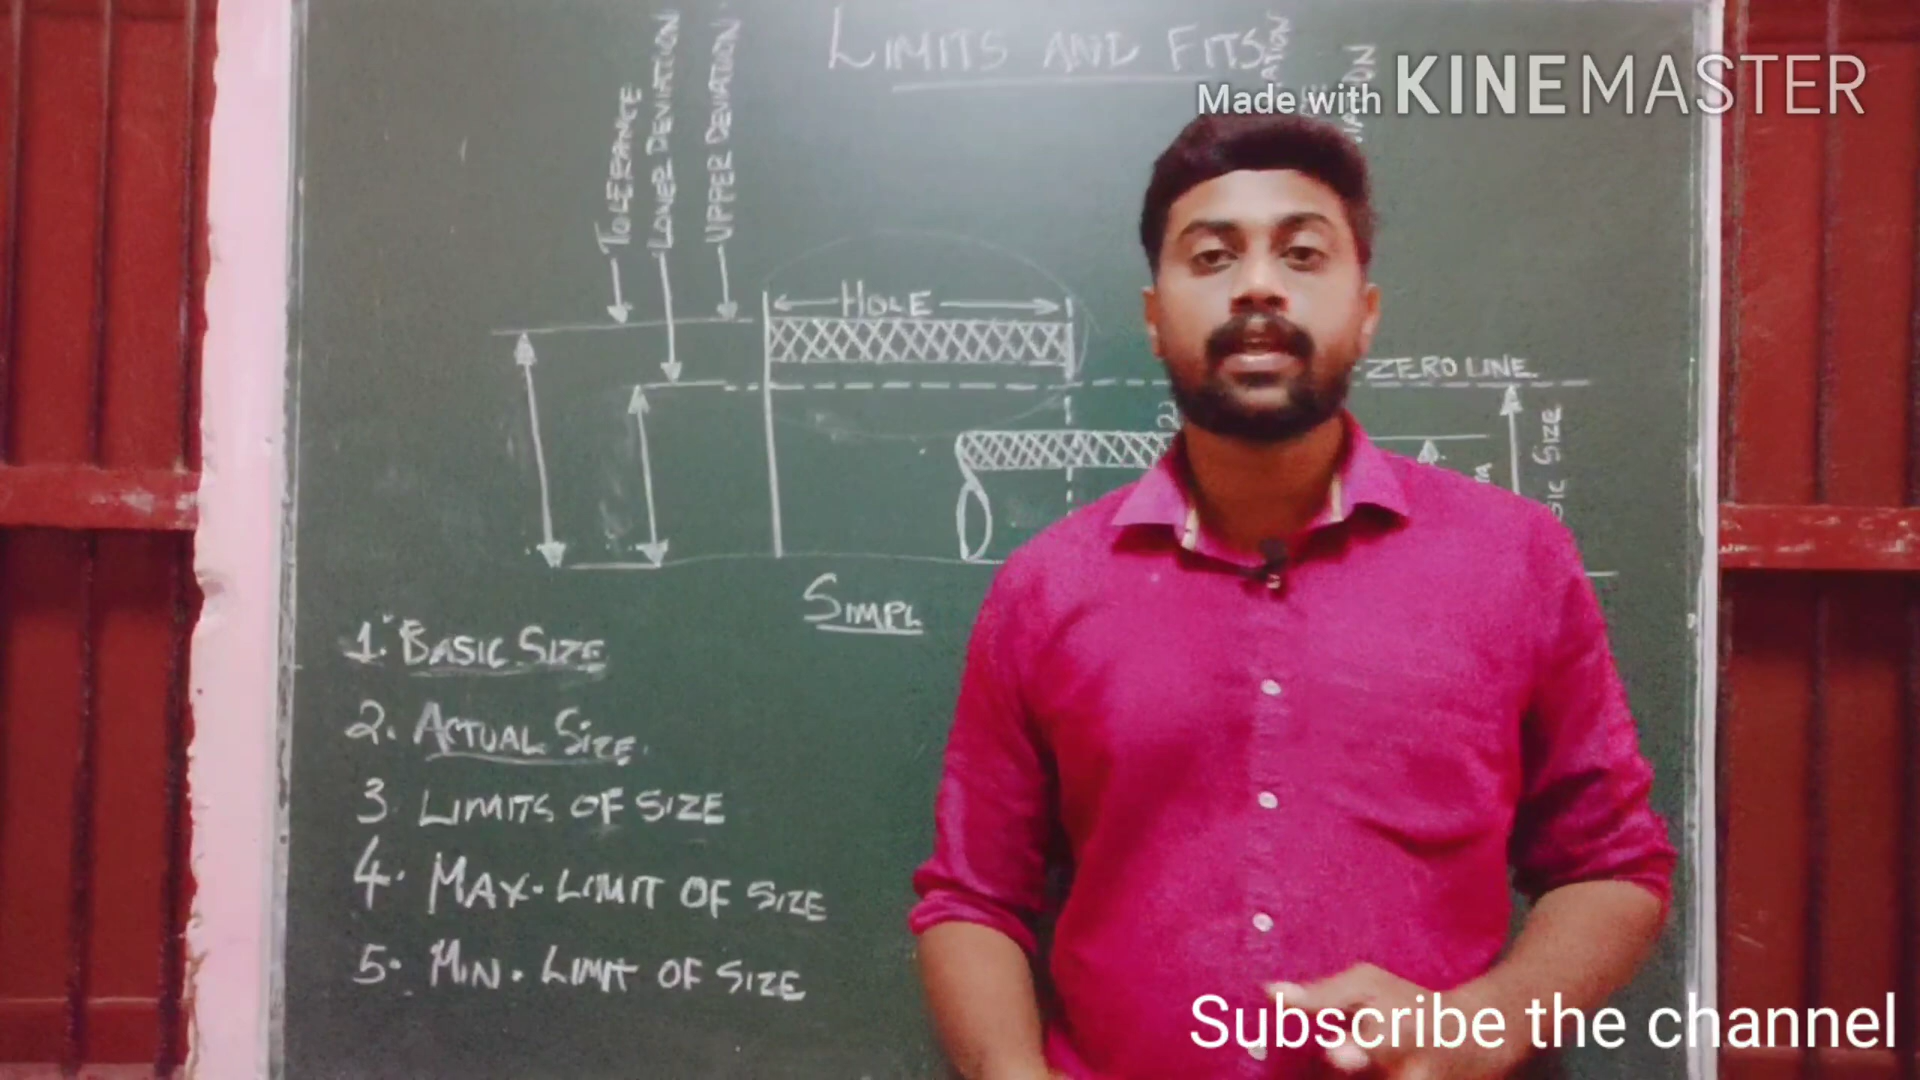 LIMITS AND FITS
Made with KINEMASTER
TOLERANCE
LOWER DEVIATION
UPPER DEVIATION
HOLE
ZERO LINE
SIZE
SIMPL
1. BASIC SIZE
2. ACTUAL SIZE.
3. LIMITS OF SIZE
4. MAX. LIMIT OF SIZE
5. MIN. LIMIT OF SIZE
Subscribe the channel